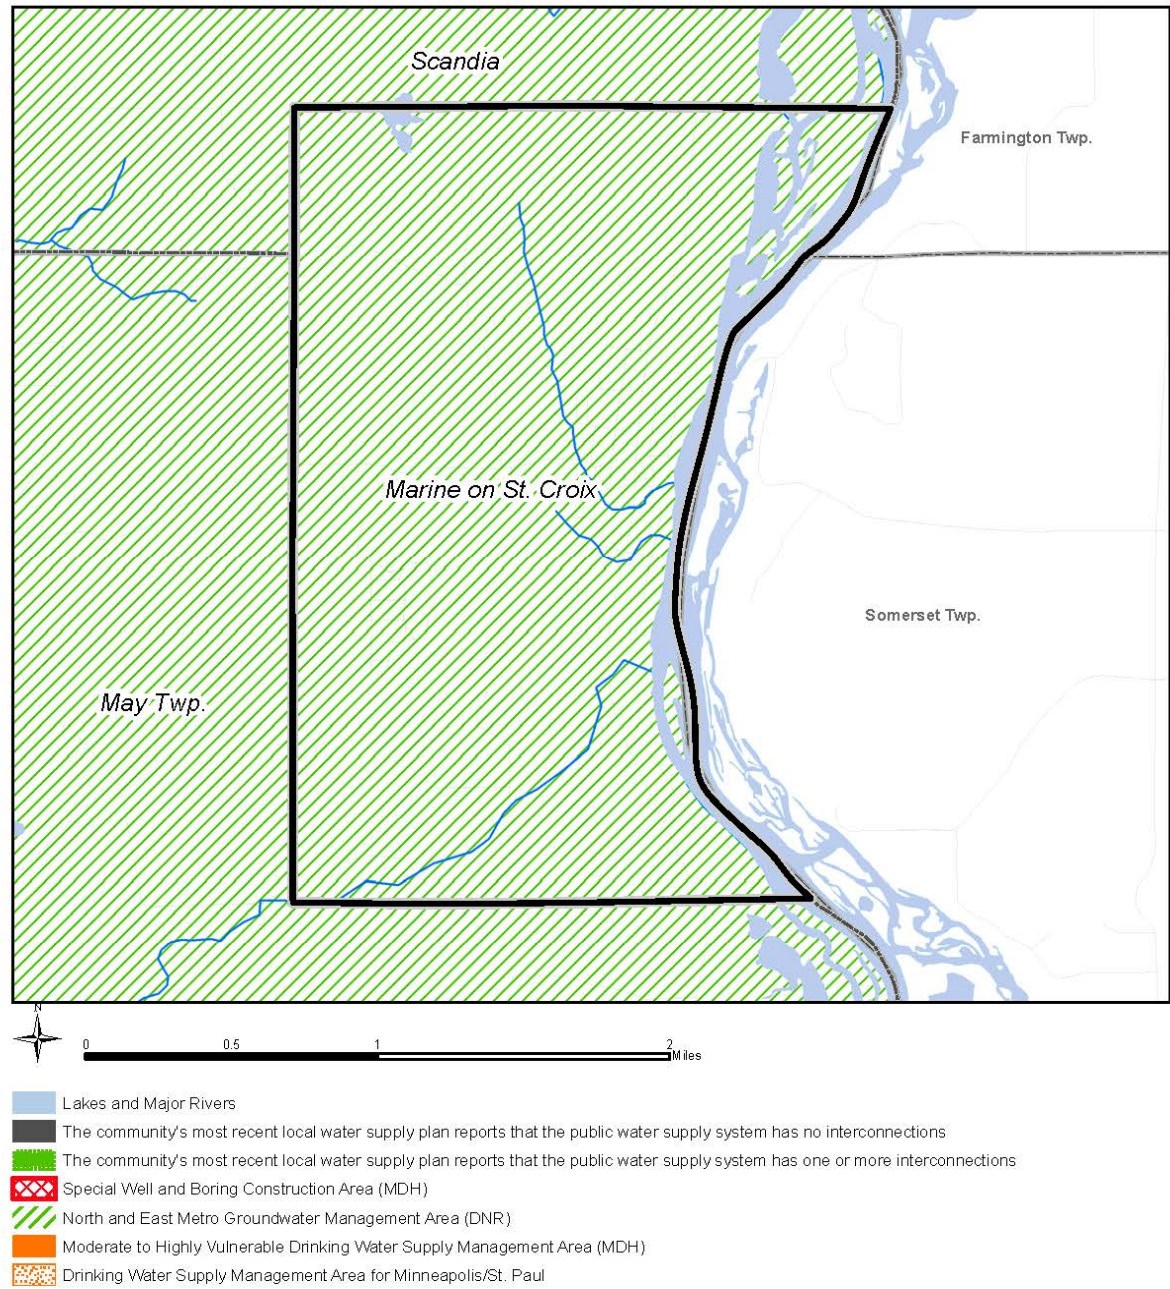 Scandia
Farmington Twp.
Marine on St. Croix
Somerset Twp.
May Twp.
N
0 0.5 1 2
Miles
Lakes and Major Rivers
The community's most recent local water supply plan reports that the public water supply system has no interconnections
The community's most recent local water supply plan reports that the public water supply system has one or more interconnections
Special Well and Boring Construction Area (MDH)
North and East Metro Groundwater Management Area (DNR)
Moderate to Highly Vulnerable Drinking Water Supply Management Area (MDH)
Drinking Water Supply Management Area for Minneapolis/St. Paul